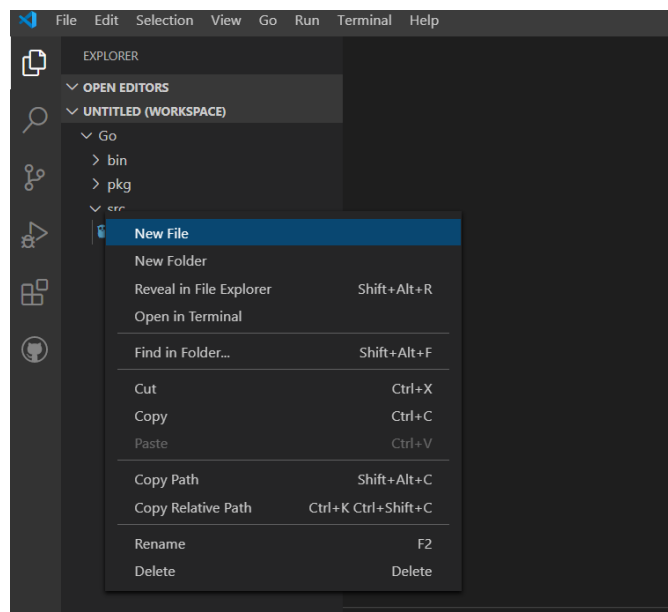 File Edit Selection View Go Run Terminal Help
EXPLORER
OPEN EDITORS
UNTITLED (WORKSPACE)
Go
bin
pkg
src
New File
New Folder
Reveal in File Explorer Shift+Alt+R
Open in Terminal
Find in Folder... Shift+Alt+F
Cut Ctrl+X
Copy Ctrl+C
Paste Ctrl+V
Copy Path Shift+Alt+C
Copy Relative Path Ctrl+K Ctrl+Shift+C
Rename F2
Delete Delete